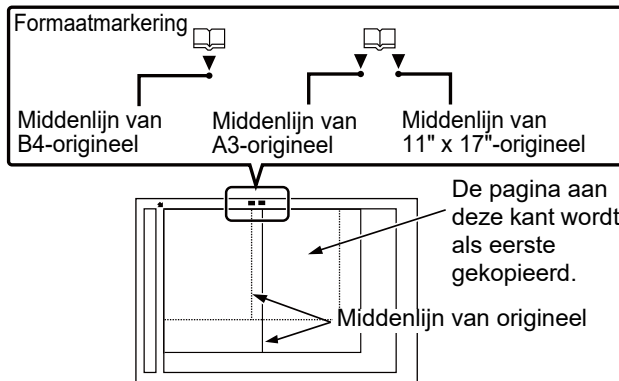 Formaatmarkering
Middenlijn van
B4-origineel
Middenlijn van
A3-origineel
Middenlijn van
11" x 17"-origineel
De pagina aan
deze kant wordt
als eerste
gekopieerd.
Middenlijn van origineel